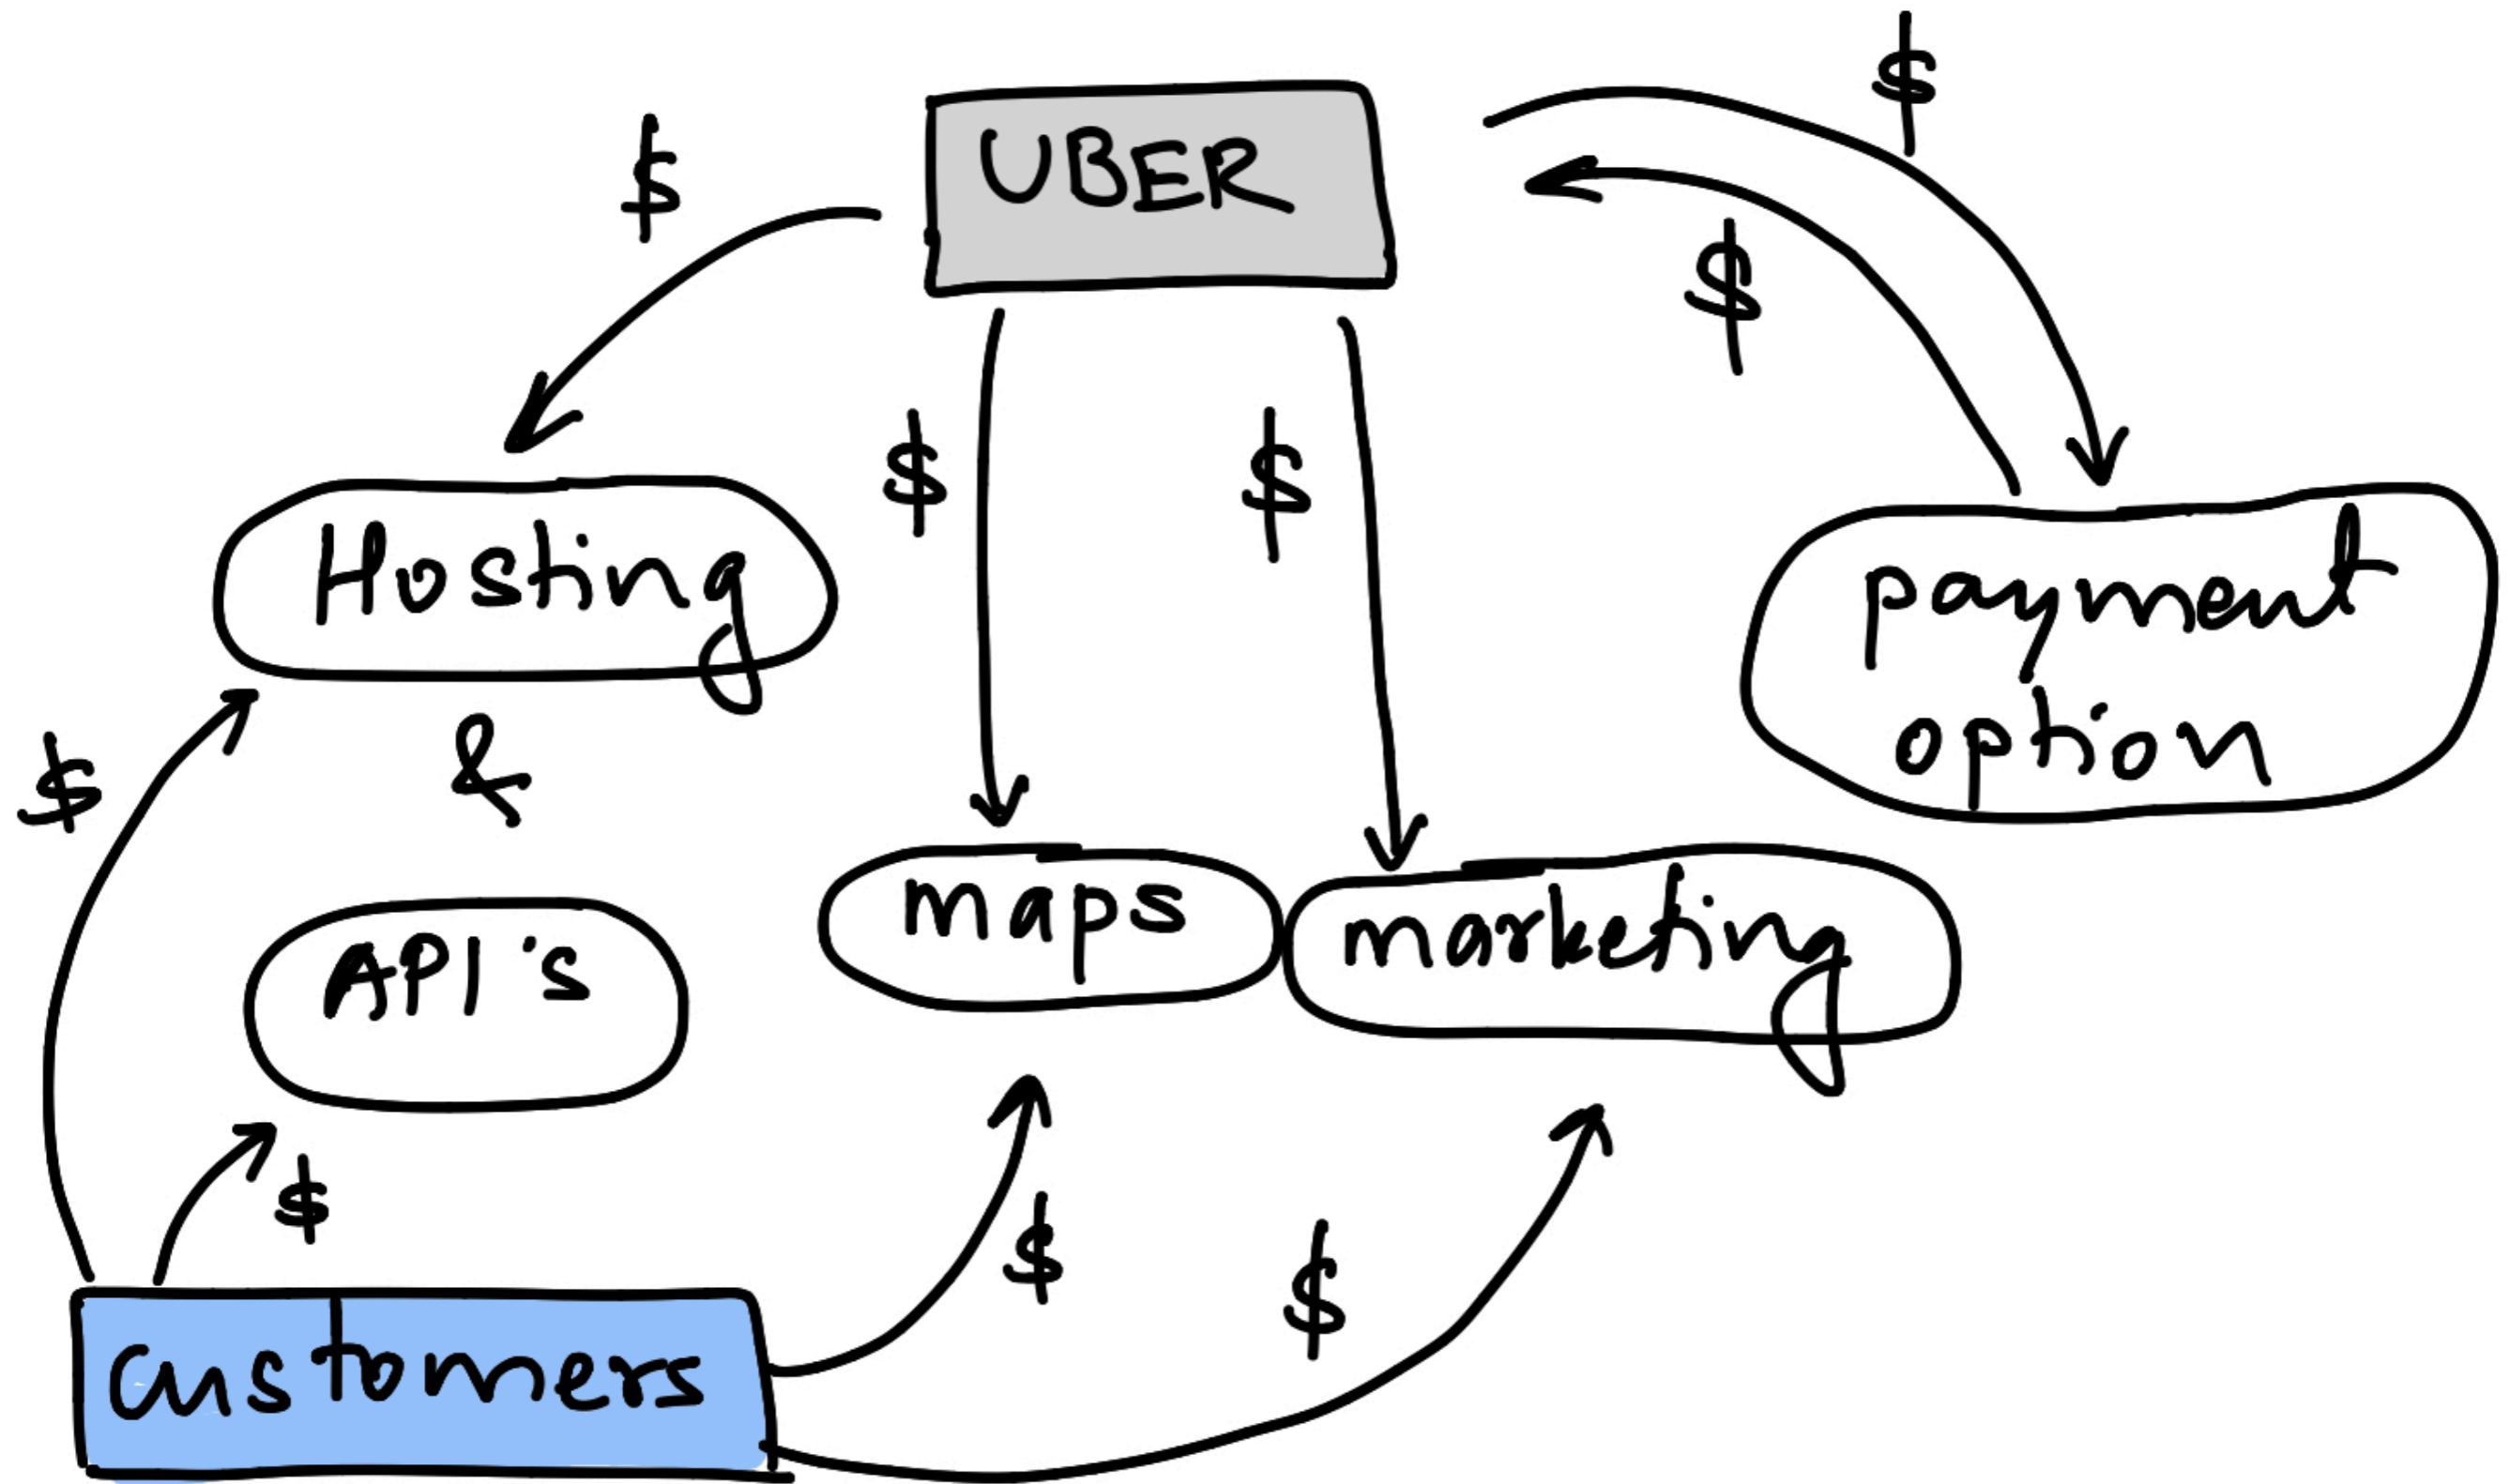 $
UBER
$
$
$
$
Hosting
payment
option
$
&
maps
marketing
API's
$
$
$
customers